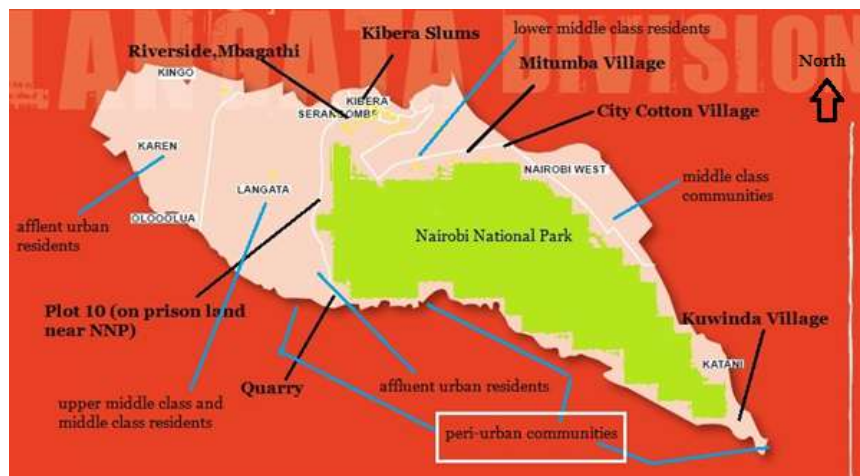 LANGATA DIVISION
Kibera Slums
lower middle class residents
Riverside,Mbagathi
Mitumba Village
North
KINGO
KIBERA
City Cotton Village
KAREN
NAIROBI WEST
LANGATA
middle class
communities
OLOOOLUA
afflent urban
residents
Nairobi National Park
Plot 10 (on prison land
near NNP)
Kuwinda Village
KATANI
Quarry
affluent urban residents
upper middle class and
middle class residents
peri-urban communities